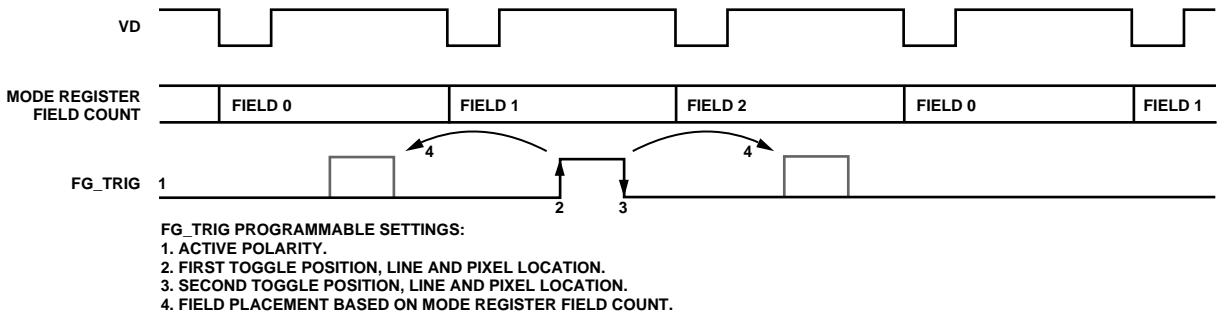 VD
MODE REGISTER
FIELD COUNT
FIELD 0
FIELD 1
FIELD 2
FIELD 0
FIELD 1
4
4
FG_TRIG
1
2
3
FG_TRIG PROGRAMMABLE SETTINGS:
1. ACTIVE POLARITY.
2. FIRST TOGGLE POSITION, LINE AND PIXEL LOCATION.
3. SECOND TOGGLE POSITION, LINE AND PIXEL LOCATION.
4. FIELD PLACEMENT BASED ON MODE REGISTER FIELD COUNT.